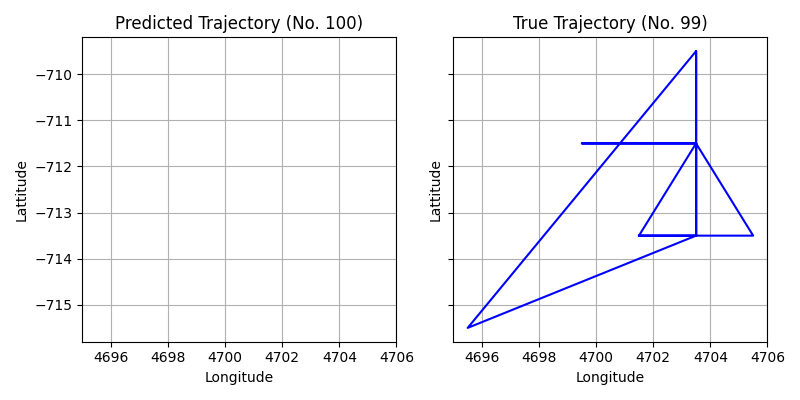 Predicted Trajectory (No. 100)
True Trajectory (No. 99)
Lattitude
−710
−711
−712
−713
−714
−715
4696 4698 4700 4702 4704 4706
Longitude
Lattitude
4696 4698 4700 4702 4704 4706
Longitude